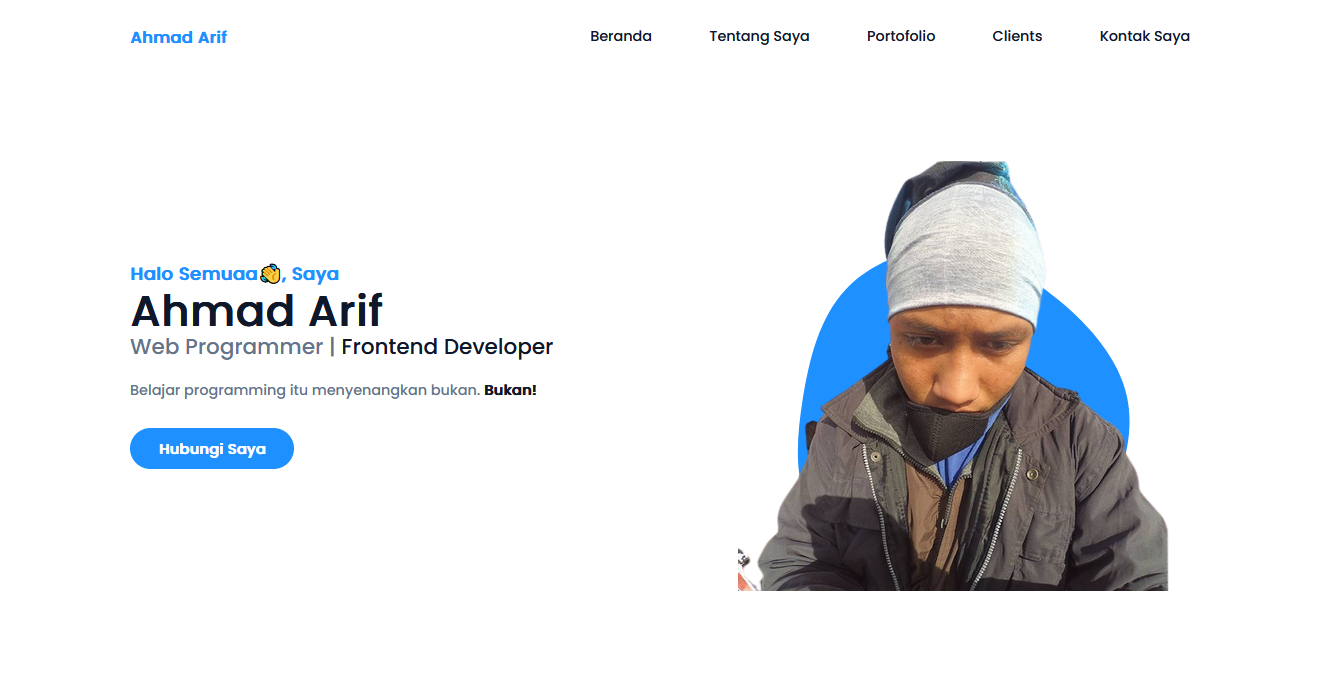 Ahmad Arif
Beranda Tentang Saya Portofolio Clients Kontak Saya
Halo Semuaa👋, Saya
Ahmad Arif
Web Programmer | Frontend Developer
Belajar programming itu menyenangkan bukan. Bukan!
Hubungi Saya